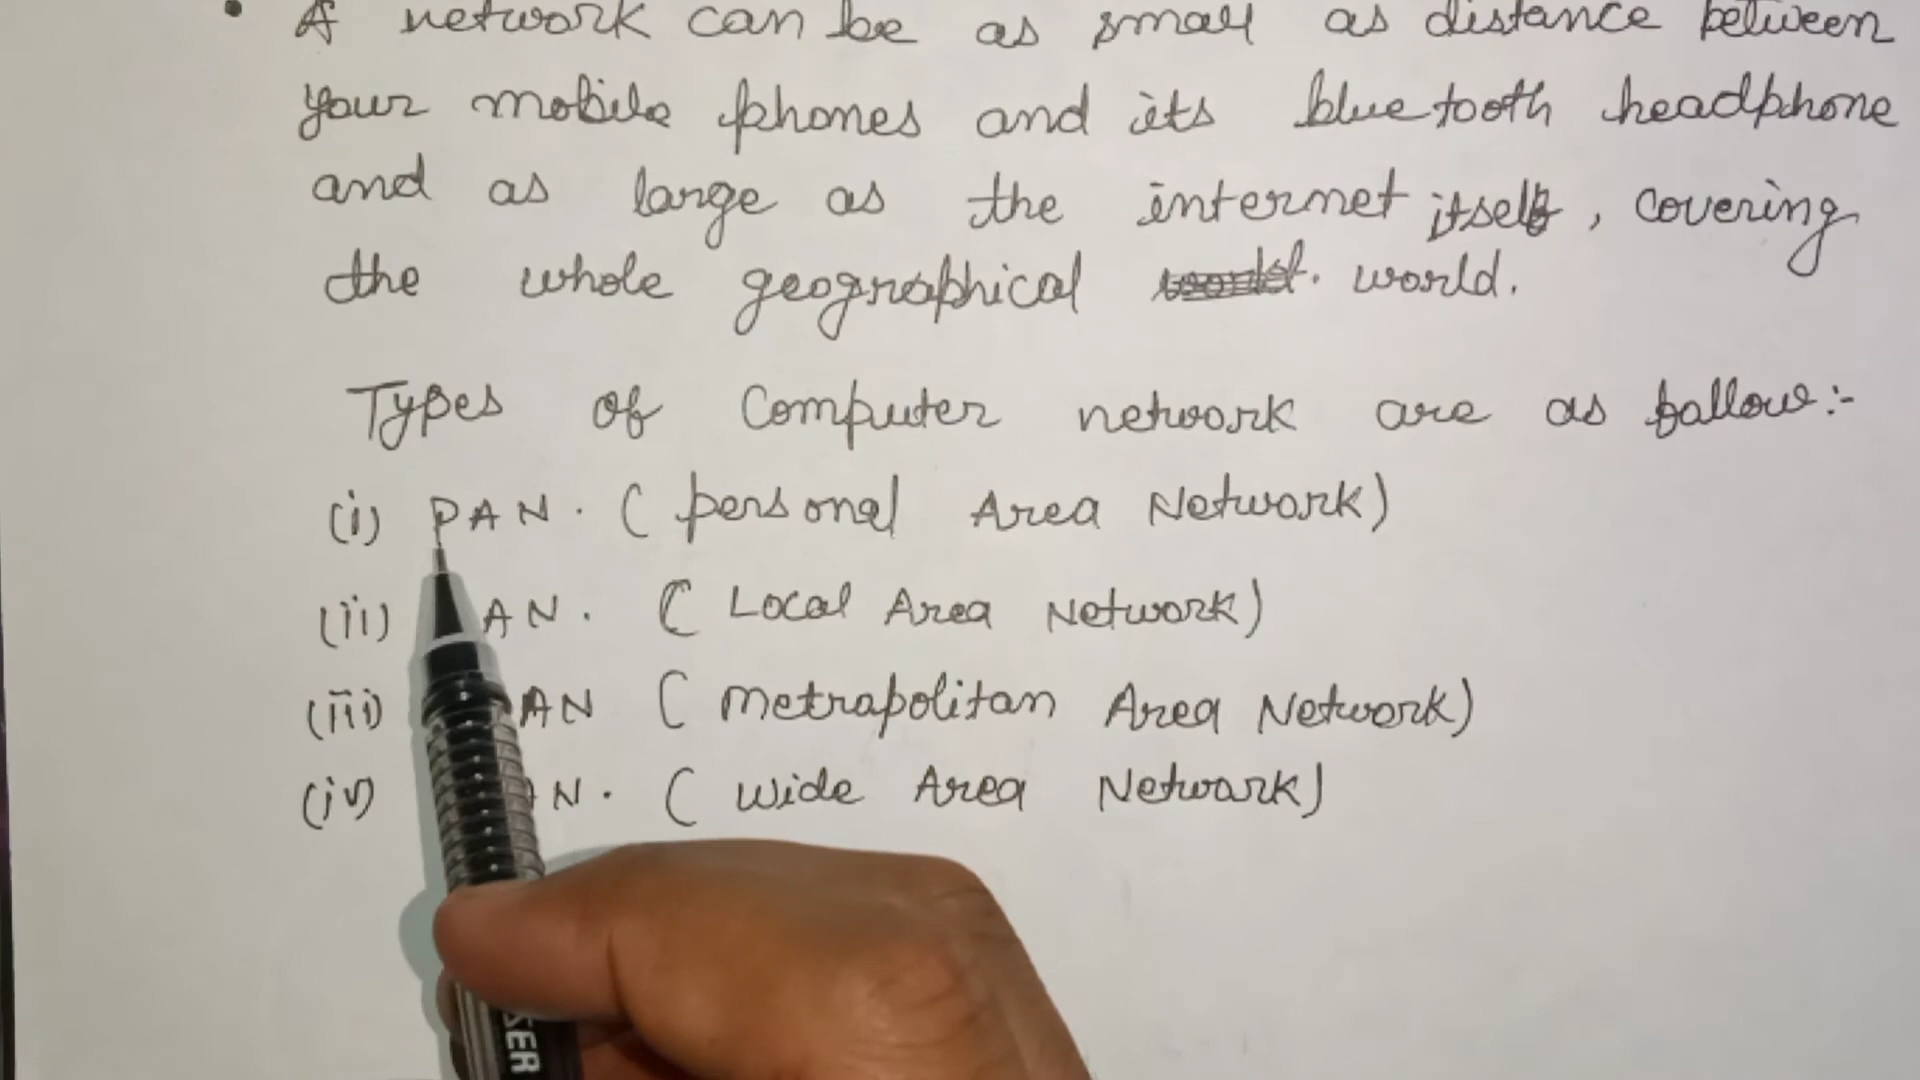 • A network can be as small as distance between
your mobile phones and its bluetooth headphone
and as large as the internet itself, covering
the whole geographical world.
Types of Computer network are as fallow:-
(i) PAN. (personal Area Network)
(ii) AN. (Local Area Network)
(iii) AN (Metrapolitan Area Network)
(iv) N. (wide Area Network)
SER